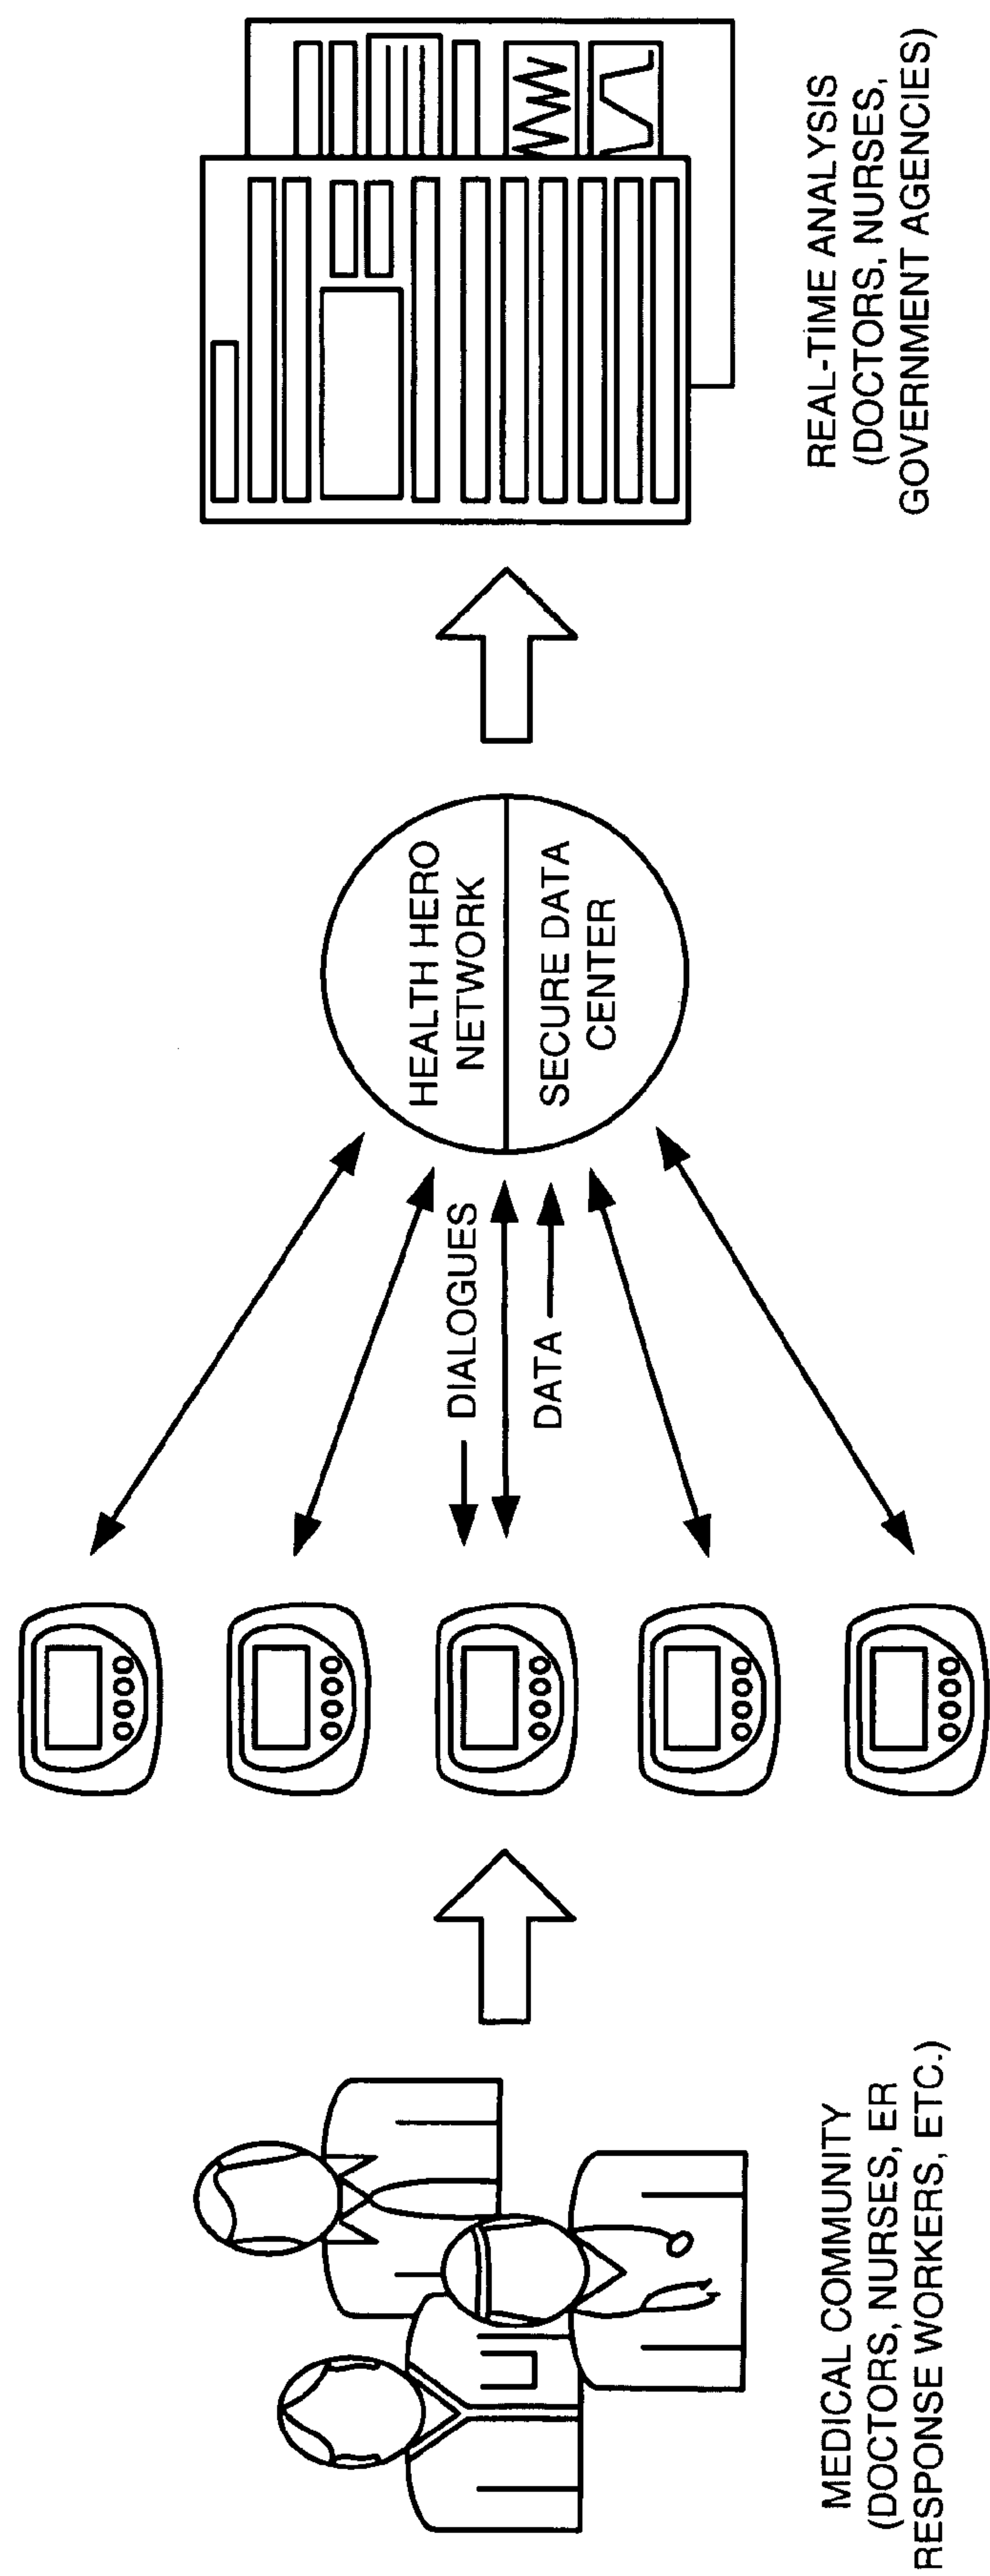 MEDICAL COMMUNITY
(DOCTORS, NURSES, ER
RESPONSE WORKERS, ETC.)
DIALOGUES
DATA
HEALTH HERO
NETWORK
SECURE DATA
CENTER
REAL-TIME ANALYSIS
(DOCTORS, NURSES,
GOVERNMENT AGENCIES)